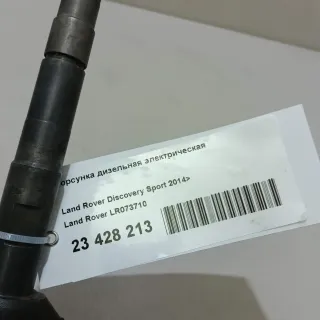 орсунка дизельная электрическая
Land Rover Discovery Sport 2014>
Land Rover LR073710
23 428 213